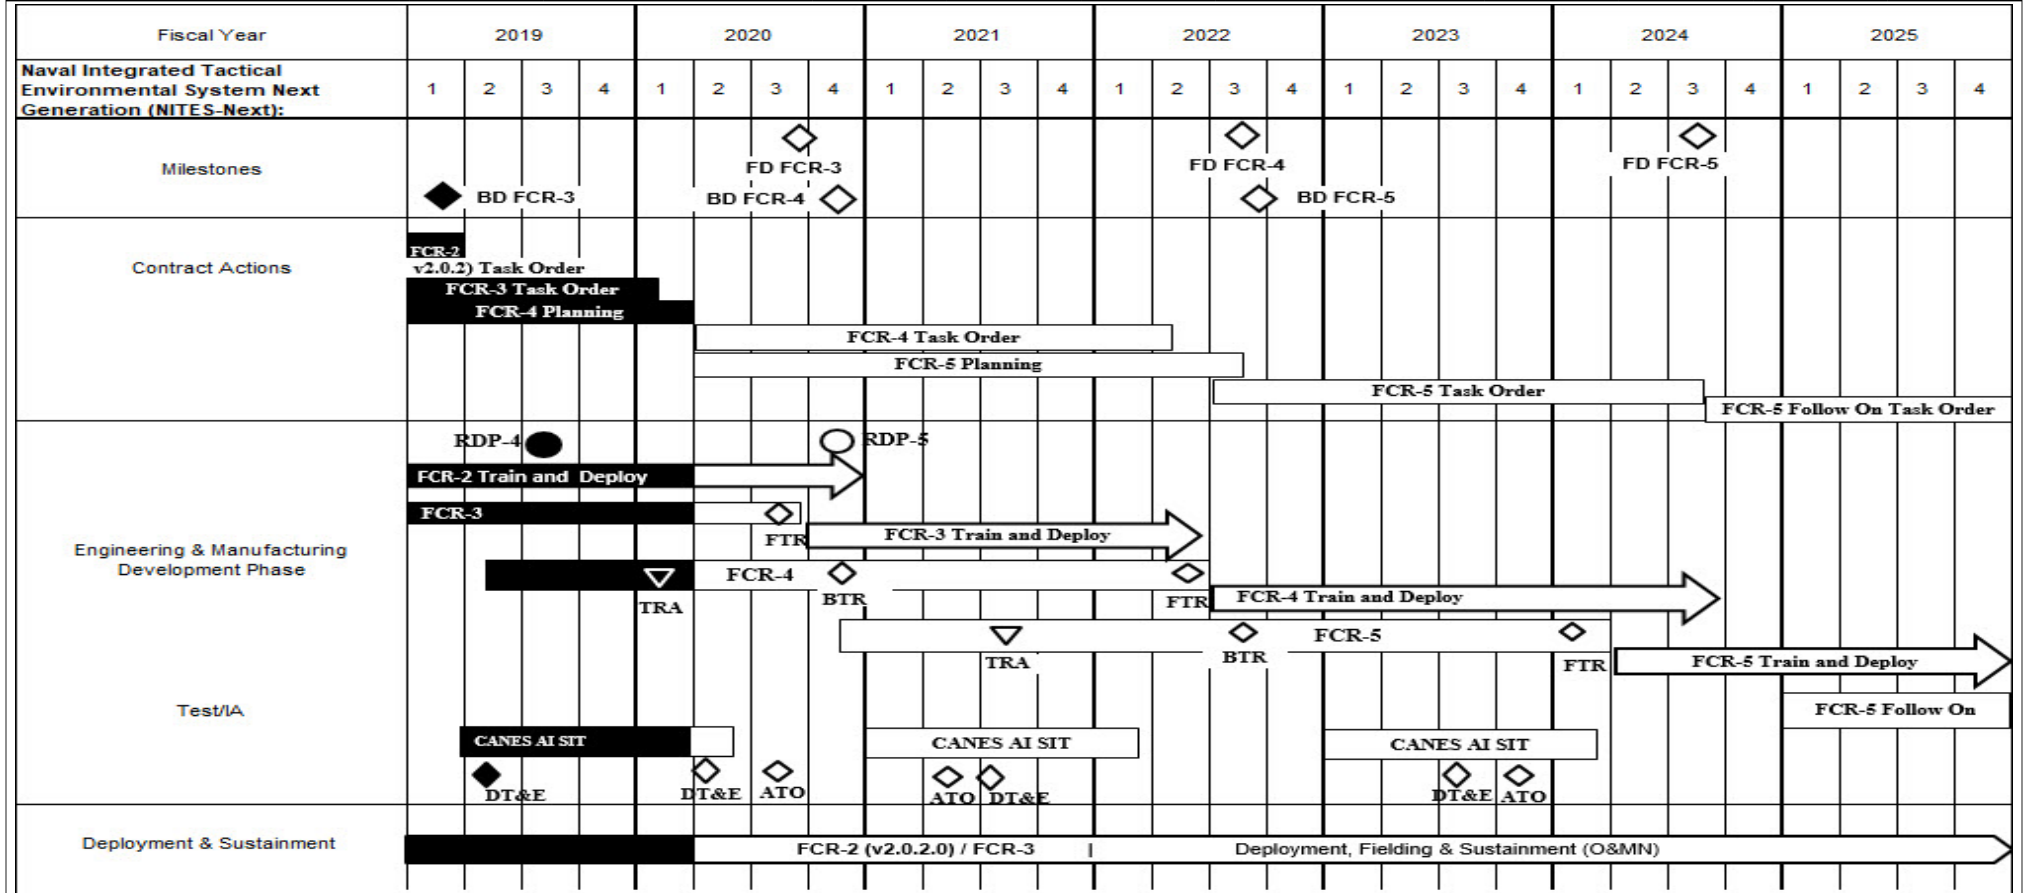 Fiscal Year 2019 2020 2021 2022 2023 2024 2025
Naval Integrated Tactical
Environmental System Next
Generation (NITES-Next):
1 2 3 4 1 2 3 4 1 2 3 4 1 2 3 4 1 2 3 4 1 2 3 4 1 2 3 4
Milestones
FD FCR-3
FD FCR-4
FD FCR-5
BD FCR-3
BD FCR-4
BD FCR-5
Contract Actions
FCR-2
v2.0.2) Task Order
FCR-3 Task Order
FCR-4 Planning
FCR-4 Task Order
FCR-5 Planning
FCR-5 Task Order
FCR-5 Follow On Task Order
Engineering & Manufacturing
Development Phase
RDP-4
RDP-5
FCR-2 Train and Deploy
FCR-3
FTR
FCR-3 Train and Deploy
FCR-4
TRA
BTR
FTR
FCR-4 Train and Deploy
FCR-5
TRA
BTR
FTR
FCR-5 Train and Deploy
FCR-5 Follow On
Test/IA
CANES AI SIT
CANES AI SIT
CANES AI SIT
DT&E
DT&E
ATO
ATO
DT&E
DT&E
ATO
Deployment & Sustainment
FCR-2 (v2.0.2.0) / FCR-3 | Deployment, Fielding & Sustainment (O&MN)